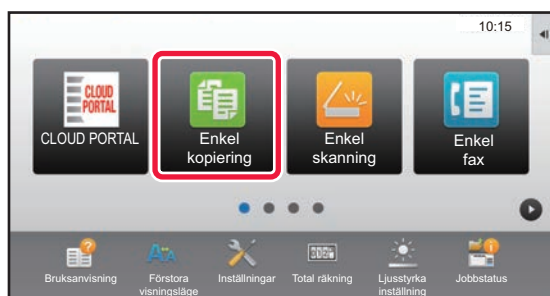 10:15
CLOUD
PORTAL
CLOUD PORTAL
Enkel
kopiering
Enkel
skanning
Enkel
fax
Bruksanvisning
Förstora
visningsläge
Inställningar
Total räkning
Ljusstyrka
inställning
Jobbstatus